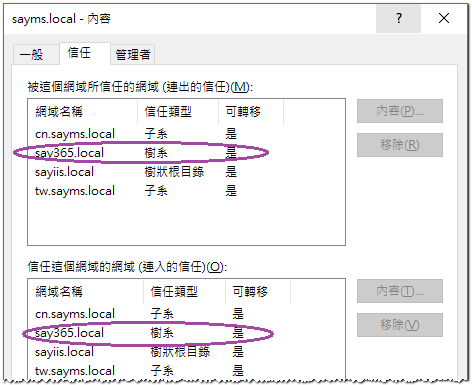 sayms.local - 內容
? ×
一般 信任 管理者
被這個網域所信任的網域 (連出的信任)(M):
網域名稱 信任類型 可轉移
cn.sayms.local 子系 是
say365.local 樹系 是
sayiis.local 樹狀根目錄 是
tw.sayms.local 子系 是
內容(P)...
移除(R)
信任這個網域的網域 (連入的信任)(O):
網域名稱 信任類型 可轉移
cn.sayms.local 子系 是
say365.local 樹系 是
sayiis.local 樹狀根目錄 是
tw.sayms.local 子系 是
內容(T)...
移除(V)